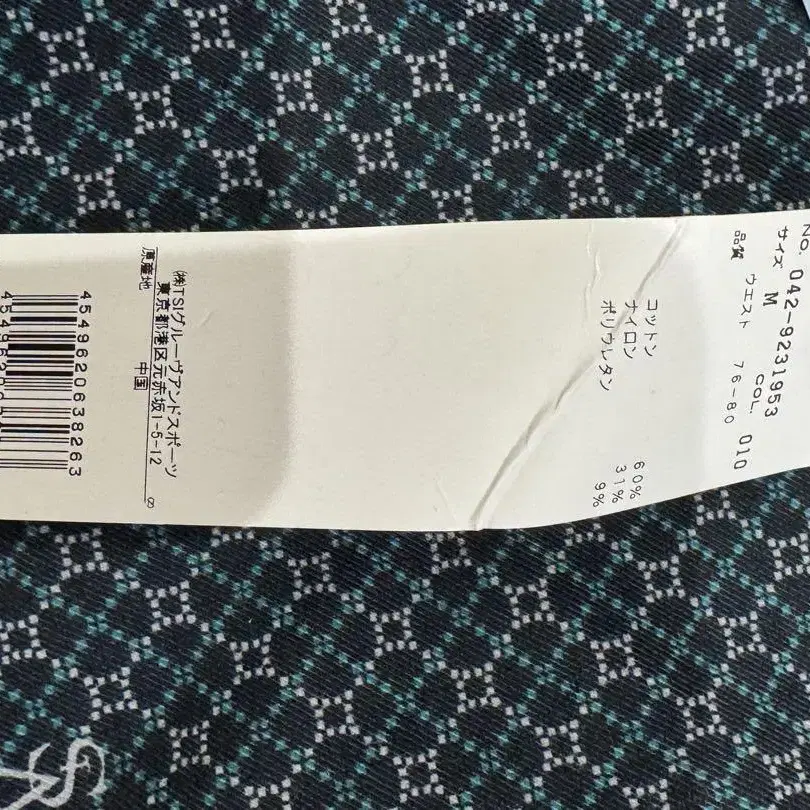 No. 042-9231953
サイズ M COL. 010
ウエスト 76-80
品質
コットン 60%
ナイロン 31%
ポリウレタン 9%
㈱TSIグルーヴアンドスポーツ
東京都港区元赤坂1-5-12
原産地 中国
4549620638263